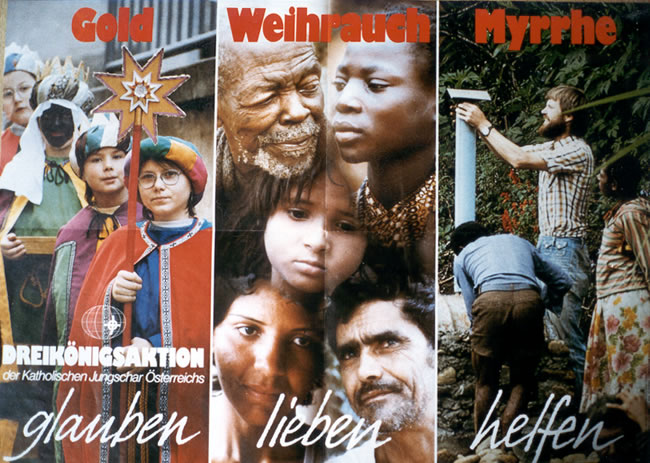 Gold
DREIKÖNIGSAKTION
der Katholischen Jungschar Österreichs
glauben
Weihrauch
lieben
Myrrhe
helfen